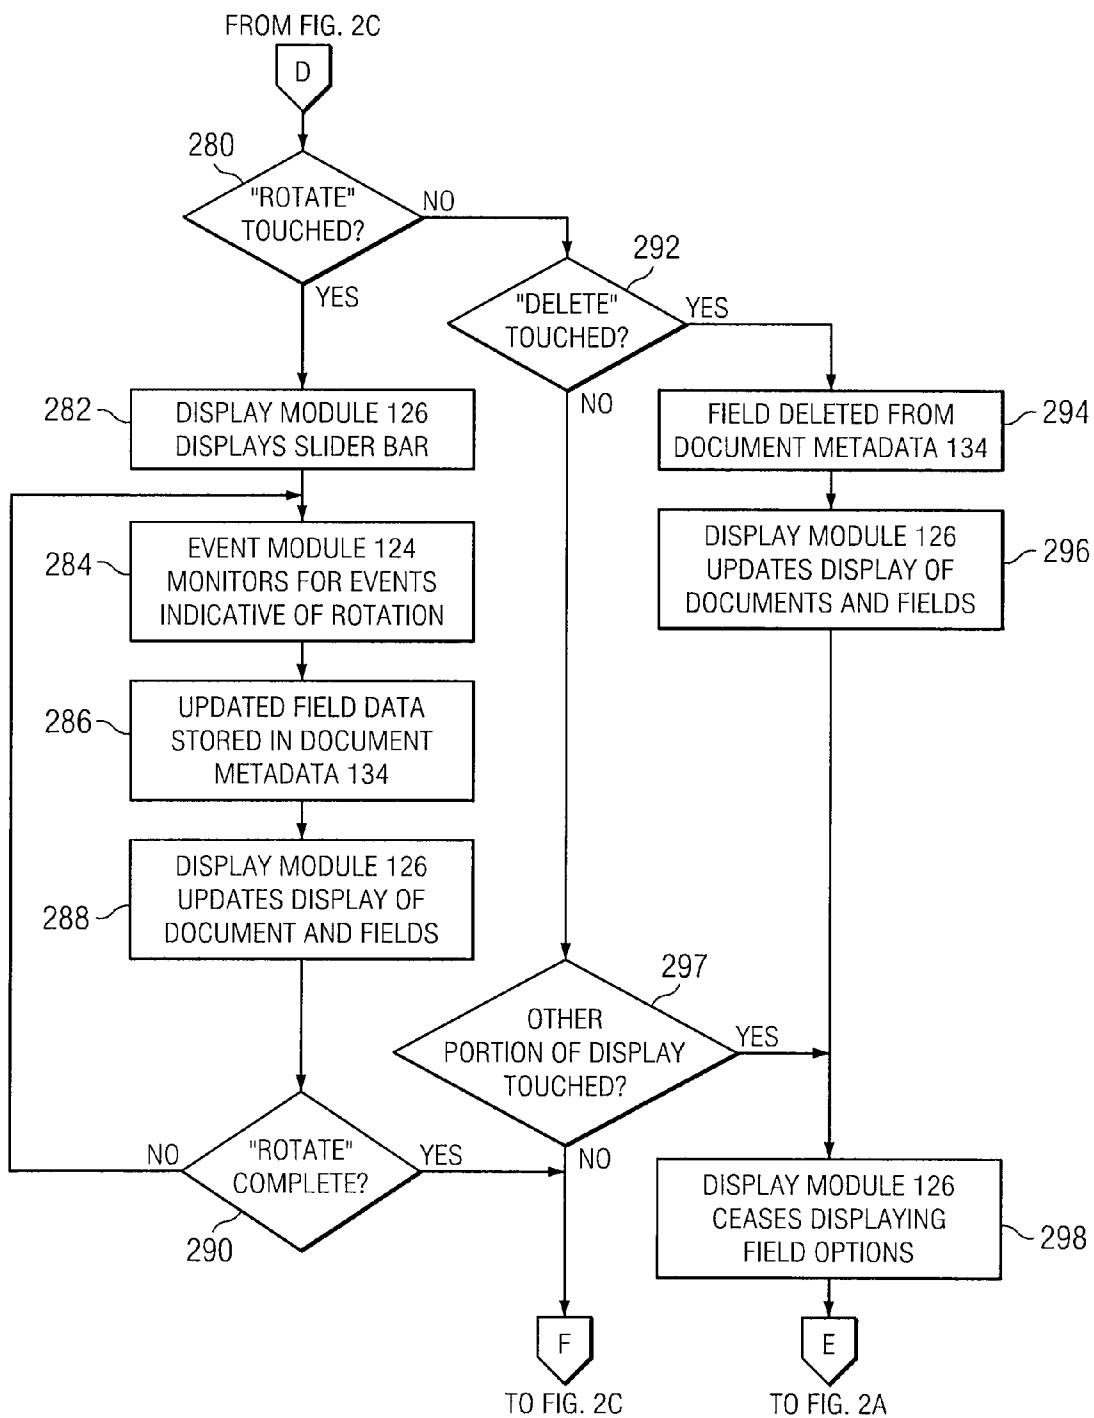 FROM FIG. 2C
D
280
"ROTATE"
TOUCHED?
NO
YES
292
"DELETE"
TOUCHED?
YES
NO
282
DISPLAY MODULE 126
DISPLAYS SLIDER BAR
FIELD DELETED FROM
DOCUMENT METADATA 134
294
284
EVENT MODULE 124
MONITORS FOR EVENTS
INDICATIVE OF ROTATION
DISPLAY MODULE 126
UPDATES DISPLAY OF
DOCUMENTS AND FIELDS
296
286
UPDATED FIELD DATA
STORED IN DOCUMENT
METADATA 134
288
DISPLAY MODULE 126
UPDATES DISPLAY OF
DOCUMENT AND FIELDS
297
OTHER
PORTION OF DISPLAY
TOUCHED?
YES
NO
NO
"ROTATE"
COMPLETE?
YES
290
DISPLAY MODULE 126
CEASES DISPLAYING
FIELD OPTIONS
298
F
E
TO FIG. 2C
TO FIG. 2A